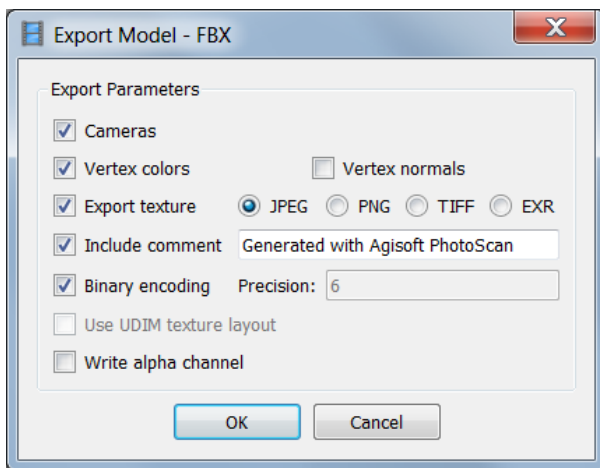 Export Model - FBX
Export Parameters
Cameras
Vertex colors Vertex normals
Export texture JPEG PNG TIFF EXR
Include comment Generated with Agisoft PhotoScan
Binary encoding Precision: 6
Use UDIM texture layout
Write alpha channel
OK Cancel